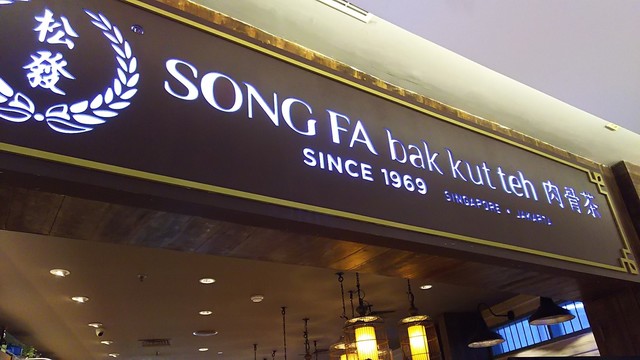 松發
SONG FA bak kut teh 肉骨茶
SINCE 1969
SINGAPORE • JAKARTA